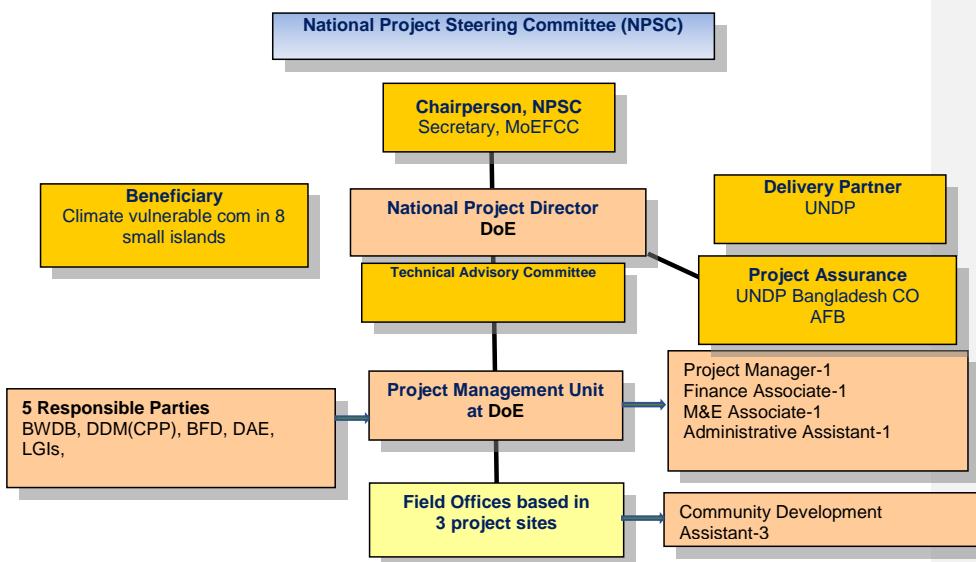 National Project Steering Committee (NPSC)
Chairperson, NPSC
Secretary, MoEFCC
Beneficiary
Climate vulnerable com in 8
small islands
National Project Director
DoE
Delivery Partner
UNDP
Technical Advisory Committee
Project Assurance
UNDP Bangladesh CO
AFB
5 Responsible Parties
BWDB, DDM(CPP), BFD, DAE,
LGIs,
Project Management Unit
at DoE
Project Manager-1
Finance Associate-1
M&E Associate-1
Administrative Assistant-1
Field Offices based in
3 project sites
Community Development
Assistant-3